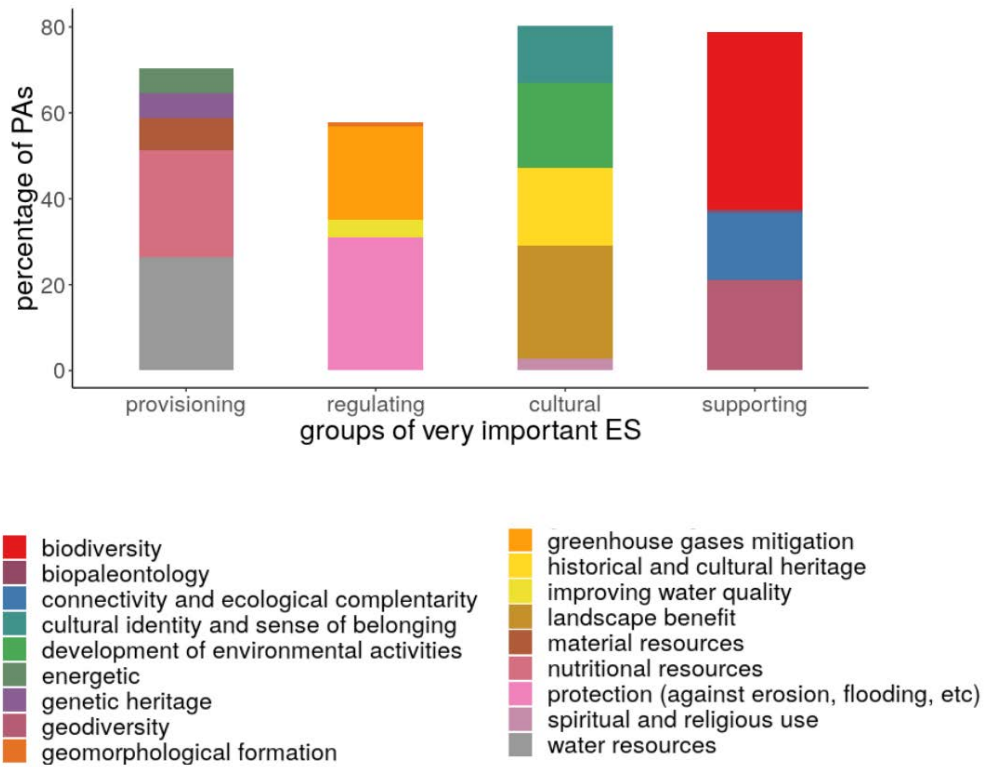 80
60
40
20
0
percentage of PAs
provisioning regulating cultural supporting
groups of very important ES
biodiversity
biopaleontology
connectivity and ecological complentarity
cultural identity and sense of belonging
development of environmental activities
energetic
genetic heritage
geodiversity
geomorphological formation
greenhouse gases mitigation
historical and cultural heritage
improving water quality
landscape benefit
material resources
nutritional resources
protection (against erosion, flooding, etc)
spiritual and religious use
water resources